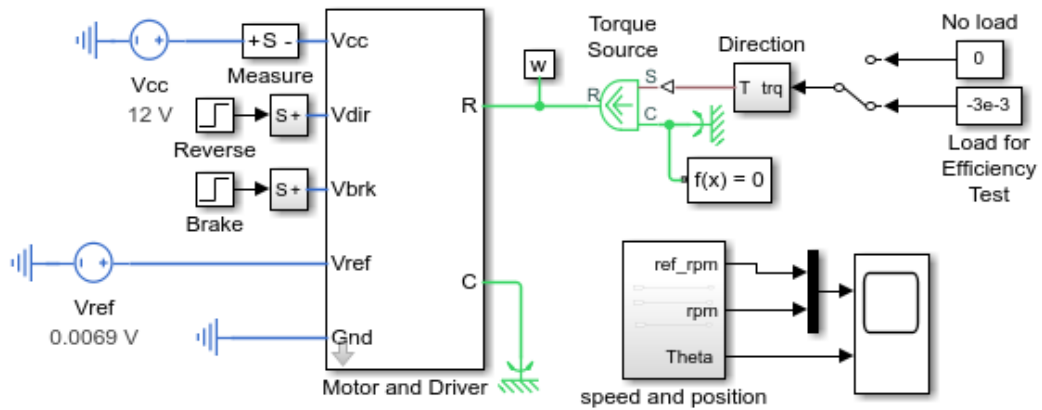 No load
0
Torque
Source
Direction
+S -
Vcc
Measure
w
S
T trq
Vcc
12 V
R
-3e-3
S+
Vdir
R
C
Load for
Efficiency
Test
Reverse
S+
Vbrk
f(x) = 0
Brake
Vref
ref_rpm
C
rpm
Vref
0.0069 V
Gnd
Theta
Motor and Driver
speed and position